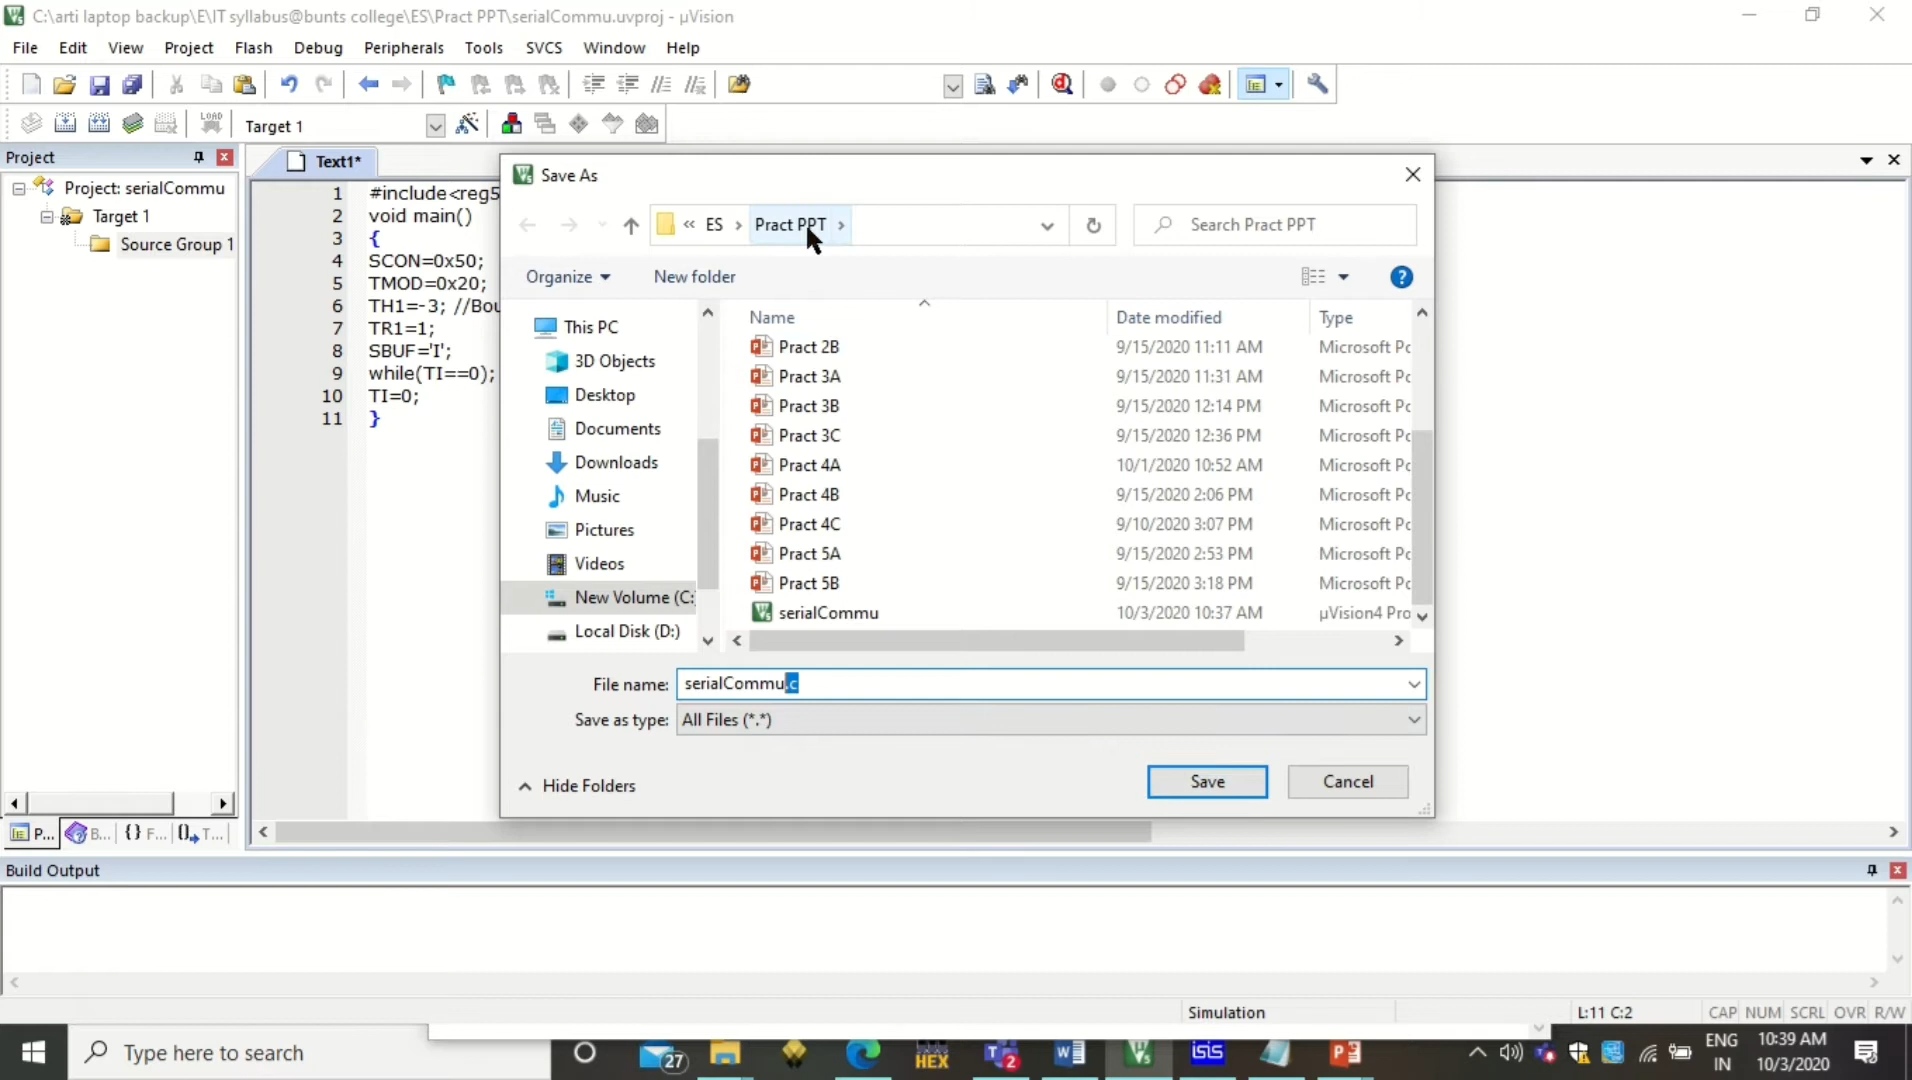 C:\arti laptop backup\E\IT syllabus@bunts college\ES\Pract PPT\serialCommu.uvproj - µVision
File Edit View Project Flash Debug Peripherals Tools SVCS Window Help
LOAD Target 1
Project
Project: serialCommu
Target 1
Source Group 1
P... B... {} F... T...
Text1*
1 #include<reg5
2 void main()
3 {
4 SCON=0x50;
5 TMOD=0x20;
6 TH1=-3; //Bou
7 TR1=1;
8 SBUF='I';
9 while(TI==0);
10 TI=0;
11 }
Save As
« ES › Pract PPT ›
Search Pract PPT
Organize New folder
This PC
3D Objects
Desktop
Documents
Downloads
Music
Pictures
Videos
New Volume (C:
Local Disk (D:)
Name Date modified Type
Pract 2B 9/15/2020 11:11 AM Microsoft Pc
Pract 3A 9/15/2020 11:31 AM Microsoft Pc
Pract 3B 9/15/2020 12:14 PM Microsoft Pc
Pract 3C 9/15/2020 12:36 PM Microsoft Pc
Pract 4A 10/1/2020 10:52 AM Microsoft Pc
Pract 4B 9/15/2020 2:06 PM Microsoft Pc
Pract 4C 9/10/2020 3:07 PM Microsoft Pc
Pract 5A 9/15/2020 2:53 PM Microsoft Pc
Pract 5B 9/15/2020 3:18 PM Microsoft Pc
serialCommu 10/3/2020 10:37 AM µVision4 Pro
File name: serialCommu.c
Save as type: All Files (*.*)
Hide Folders
Save Cancel
Build Output
Simulation L:11 C:2 CAP NUM SCRL OVR R/W
Type here to search
27
HEX
2
isis
ENG
IN
10:39 AM
10/3/2020